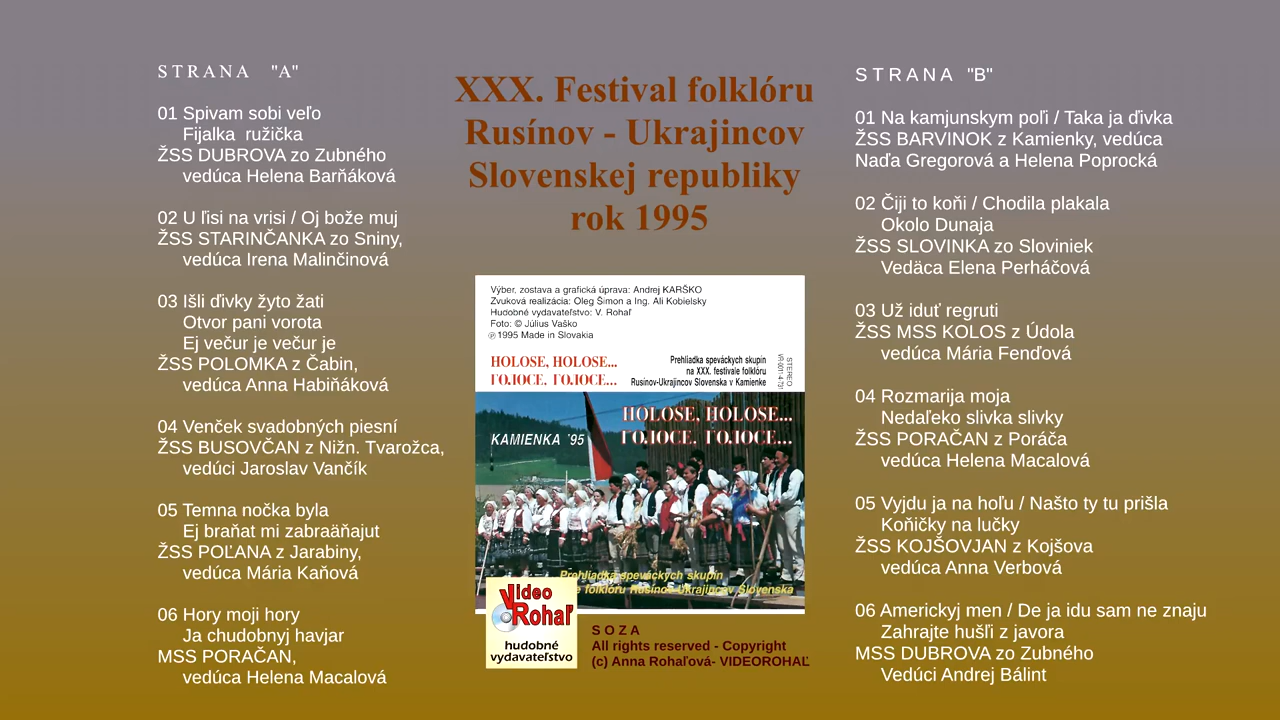 STRANA "A"
01 Spivam sobi veľo
Fijalka ružička
ŽSS DUBROVA zo Zubného
vedúca Helena Barňáková
02 U ľisi na vrisi / Oj bože muj
ŽSS STARINČANKA zo Sniny,
vedúca Irena Malinčinová
03 Išli ďivky žyto žati
Otvor pani vorota
Ej večur je večur je
ŽSS POLOMKA z Čabin,
vedúca Anna Habiňáková
04 Venček svadobných piesní
ŽSS BUSOVČAN z Nižn. Tvarožca,
vedúci Jaroslav Vančík
05 Temna nočka byla
Ej braňat mi zabraäňajut
ŽSS POĽANA z Jarabiny,
vedúca Mária Kaňová
06 Hory moji hory
Ja chudobnyj havjar
MSS PORAČAN,
vedúca Helena Macalová
XXX. Festival folklóru
Rusínov - Ukrajincov
Slovenskej republiky
rok 1995
Výber, zostava a grafická úprava: Andrej KARŠKO
Zvuková realizácia: Oleg Šimon a Ing. Ali Kobielsky
Hudobné vydavateľstvo: V. Rohaľ
Foto: © Július Vaško
℗ 1995 Made in Slovakia
HOLOSE, HOLOSE...
ГОЛОСЕ, ГОЛОСЕ...
Prehliadka speváckych skupín
na XXX. festivale folklóru
Rusínov-Ukrajincov Slovenska v Kamienke
STEREO
HOLOSE, HOLOSE...
ГОЛОСЕ, ГОЛОСЕ...
KAMIENKA '95
Prehliadka speváckych skupín
folklóru Rusínov-Ukrajincov Slovenska
Video
Rohaľ
hudobné
vydavateľstvo
S O Z A
All rights reserved - Copyright
(c) Anna Rohaľová- VIDEOROHAĽ
STRANA "B"
01 Na kamjunskym poľi / Taka ja ďivka
ŽSS BARVINOK z Kamienky, vedúca
Naďa Gregorová a Helena Poprocká
02 Čiji to koňi / Chodila plakala
Okolo Dunaja
ŽSS SLOVINKA zo Sloviniek
Vedäca Elena Perháčová
03 Už iduť regruti
ŽSS MSS KOLOS z Údola
vedúca Mária Fenďová
04 Rozmarija moja
Nedaľeko slivka slivky
ŽSS PORAČAN z Poráča
vedúca Helena Macalová
05 Vyjdu ja na hoľu / Našto ty tu prišla
Koňičky na lučky
ŽSS KOJŠOVJAN z Kojšova
vedúca Anna Verbová
06 Americkyj men / De ja idu sam ne znaju
Zahrajte hušľi z javora
MSS DUBROVA zo Zubného
Vedúci Andrej Bálint